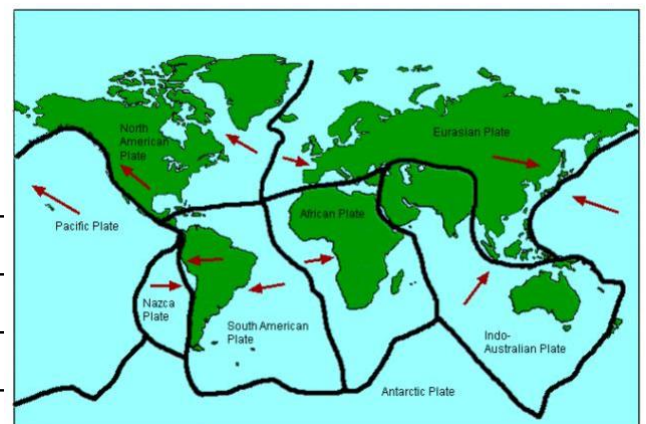 North
American
Plate
Eurasian Plate
African Plate
Pacific Plate
Nazca
Plate
South American
Plate
Indo-
Australian Plate
Antarctic Plate